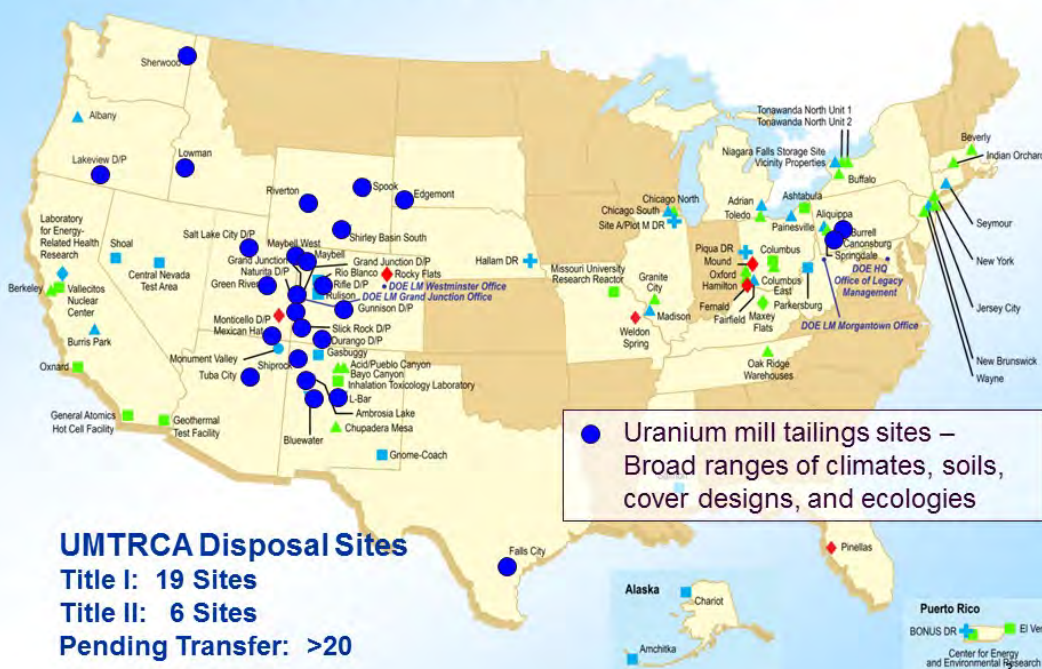 Sherwood
Albany
Lakeview D/P
Lowman
Riverton
Spook
Edgemont
Shirley Basin South
Salt Lake City D/P
Maybell West
Maybell
Grand Junction
Grand Junction D/P
Naturita D/P
Rio Blanco
Rocky Flats
Green River
Rifle D/P
DOE LM Westminster Office
Rulison
DOE LM Grand Junction Office
Gunnison D/P
Monticello D/P
Mexican Hat
Slick Rock D/P
Durango D/P
Monument Valley
Shiprock
Gasbuggy
Tuba City
Acid/Pueblo Canyon
Bayo Canyon
Inhalation Toxicology Laboratory
L-Bar
Ambrosia Lake
Bluewater
Chupadera Mesa
Gnome-Coach
Laboratory
for Energy-
Related Health
Research
Shoal
Central Nevada
Test Area
Berkeley
Vallecitos
Nuclear
Center
Burris Park
Oxnard
General Atomics
Hot Cell Facility
Geothermal
Test Facility
Hallam DR
Chicago North
Chicago South
Site A/Plot M DR
Missouri University
Research Reactor
Granite
City
Madison
Weldon
Spring
Tonawanda North Unit 1
Tonawanda North Unit 2
Niagara Falls Storage Site
Vicinity Properties
Buffalo
Beverly
Indian Orchard
Adrian
Toledo
Ashtabula
Painesville
Aliquippa
Burrell
Canonsburg
Springdale
Seymour
New York
Jersey City
New Brunswick
Wayne
Piqua DR
Mound
Columbus
Oxford
Hamilton
Columbus
East
Fernald
Fairfield
Maxey
Flats
Parkersburg
DOE HQ
Office of Legacy
Management
DOE LM Morgantown Office
Oak Ridge
Warehouses
Uranium mill tailings sites –
Broad ranges of climates, soils,
cover designs, and ecologies
UMTRCA Disposal Sites
Title I: 19 Sites
Title II: 6 Sites
Pending Transfer: >20
Falls City
Pinellas
Alaska
Chariot
Amchitka
Puerto Rico
BONUS DR
El Ver
Center for Energy
and Environmental Research